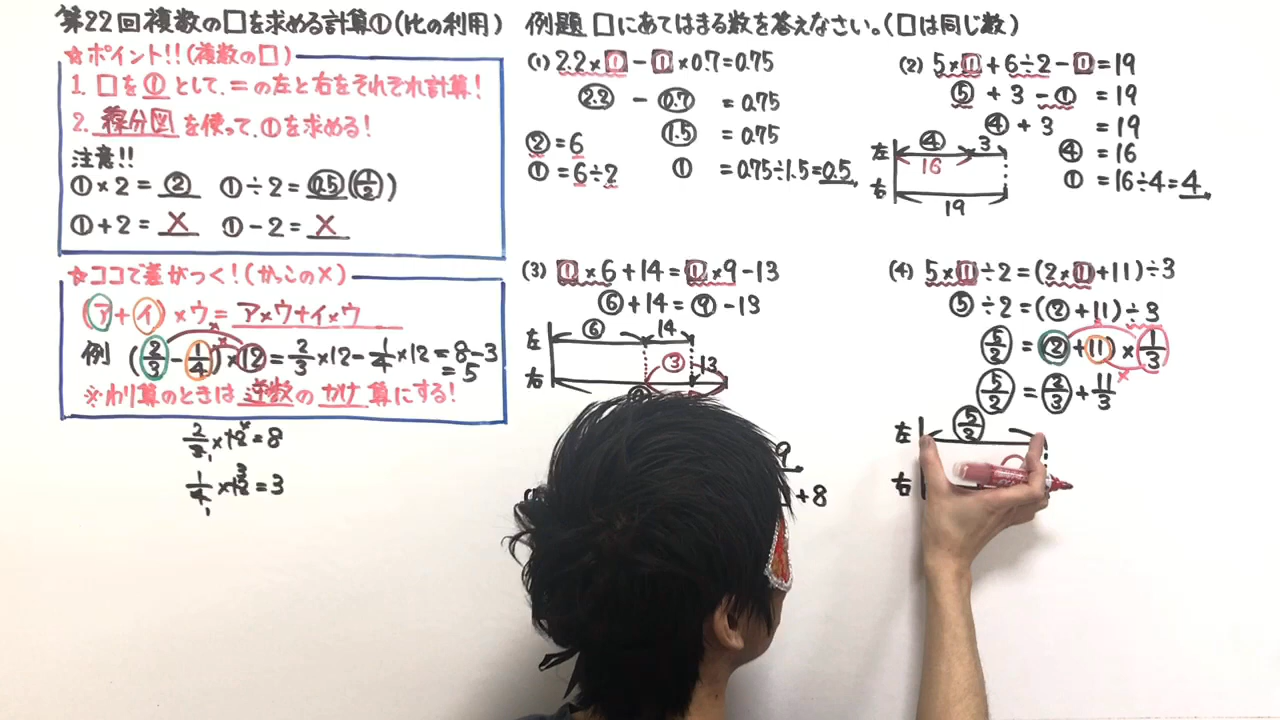 第22回 複数の□を求める計算①(比の利用)
☆ポイント!!(複数の□)
1. □を①として、=の左と右をそれぞれ計算!
2. 線分図を使って、①を求める!
注意!!
①×2=② ①÷2=(0.5)(1/2)
①+2=× ①-2=×
☆ココで差がつく!(かっこの×)
(ア+イ)×ウ=ア×ウ+イ×ウ
例 (2/3-1/4)×12=2/3×12-1/4×12=8-3
=5
※わり算のときは逆数のかけ算にする!
2/3×12=8
1/4×12=3
例題 □にあてはまる数を答えなさい。(□は同じ数)
(1) 2.2×①-①×0.7=0.75
(2.2)-(0.7)=0.75
(1.5)=0.75
②=6
①=6÷2
①=0.75÷1.5=0.5
(2) 5×①+6÷2-①=19
⑤+3-①=19
④+3=19
④=16
①=16÷4=4
左 ④ 3
16
右
19
(3) ①×6+14=①×9-13
⑥+14=⑨-13
左 ⑥ 14
③ 13
右
9
+8
(4) 5×①÷2=(2×①+11)÷3
⑤÷2=(②+11)÷3
(5/2)=(②+11)×1/3
(5/2)=(2/3)+11/3
左 (5/2)
右